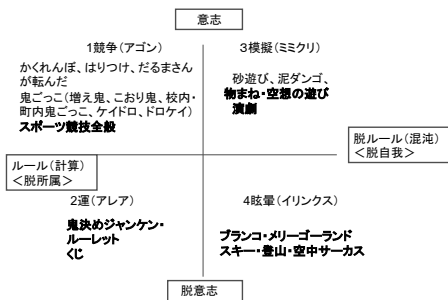 意志
1競争(アゴン)
かくれんぼ、はりつけ、だるまさん
が転んだ
鬼ごっこ(増え鬼、こおり鬼、校内・
町内鬼ごっこ、ケイドロ、ドロケイ)
スポーツ競技全般
3模擬(ミミクリ)
砂遊び、泥ダンゴ、
物まね・空想の遊び
演劇
ルール(計算)
<脱所属>
脱ルール(混沌)
<脱自我>
2運(アレア)
鬼決めジャンケン・
ルーレット
くじ
4眩暈(イリンクス)
ブランコ・メリーゴーランド
スキー・登山・空中サーカス
脱意志